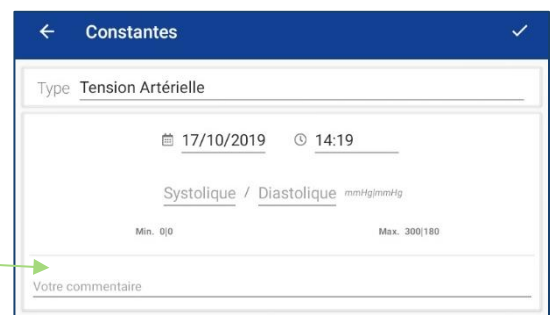 Constantes
Type Tension Artérielle
17/10/2019 14:19
Systolique / Diastolique mmHg|mmHg
Min. 0|0 Max. 300|180
Votre commentaire